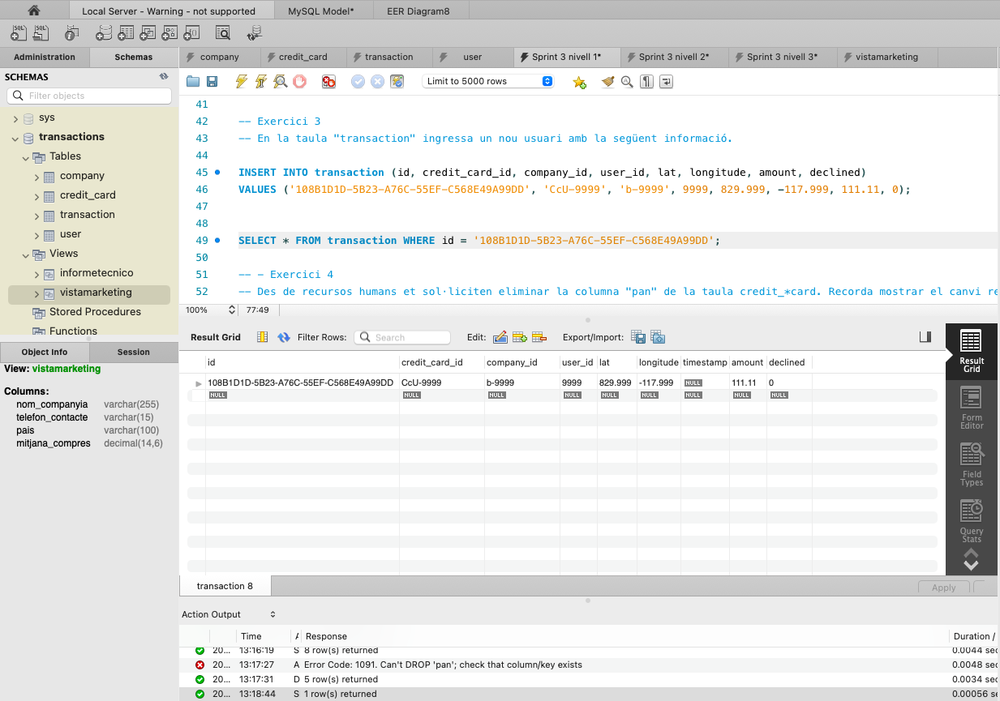 Local Server - Warning - not supported
MySQL Model*
EER Diagram8
Administration
Schemas
company
credit_card
transaction
user
Sprint 3 nivell 1*
Sprint 3 nivell 2*
Sprint 3 nivell 3*
vistamarketing
SCHEMAS
Filter objects
sys
transactions
Tables
company
credit_card
transaction
user
Views
informetecnico
vistamarketing
Stored Procedures
Functions
Object Info
Session
View: vistamarketing
Columns:
nom_companyia varchar(255)
telefon_contacte varchar(15)
pais varchar(100)
mitjana_compres decimal(14,6)
Limit to 5000 rows
41
42 -- Exercici 3
43 -- En la taula "transaction" ingressa un nou usuari amb la següent informació.
44
45 INSERT INTO transaction (id, credit_card_id, company_id, user_id, lat, longitude, amount, declined)
46 VALUES ('108B1D1D-5B23-A76C-55EF-C568E49A99DD', 'CcU-9999', 'b-9999', 9999, 829.999, -117.999, 111.11, 0);
47
48
49 SELECT * FROM transaction WHERE id = '108B1D1D-5B23-A76C-55EF-C568E49A99DD';
50
51 -- - Exercici 4
52 -- Des de recursos humans et sol·liciten eliminar la columna "pan" de la taula credit_*card. Recorda mostrar el canvi re
100% 77:49
Result Grid Filter Rows: Search Edit: Export/Import:
id credit_card_id company_id user_id lat longitude timestamp amount declined
108B1D1D-5B23-A76C-55EF-C568E49A99DD CcU-9999 b-9999 9999 829.999 -117.999 NULL 111.11 0
NULL NULL NULL NULL NULL NULL NULL NULL NULL
Result
Grid
Form
Editor
Field
Types
Query
Stats
transaction 8
Apply
Action Output
Time A Response Duration /
20... 13:16:19 S 8 row(s) returned 0.0044 sec
20... 13:17:27 A Error Code: 1091. Can't DROP 'pan'; check that column/key exists 0.0048 sec
20... 13:17:31 D 5 row(s) returned 0.0034 sec
20... 13:18:44 S 1 row(s) returned 0.00056 se